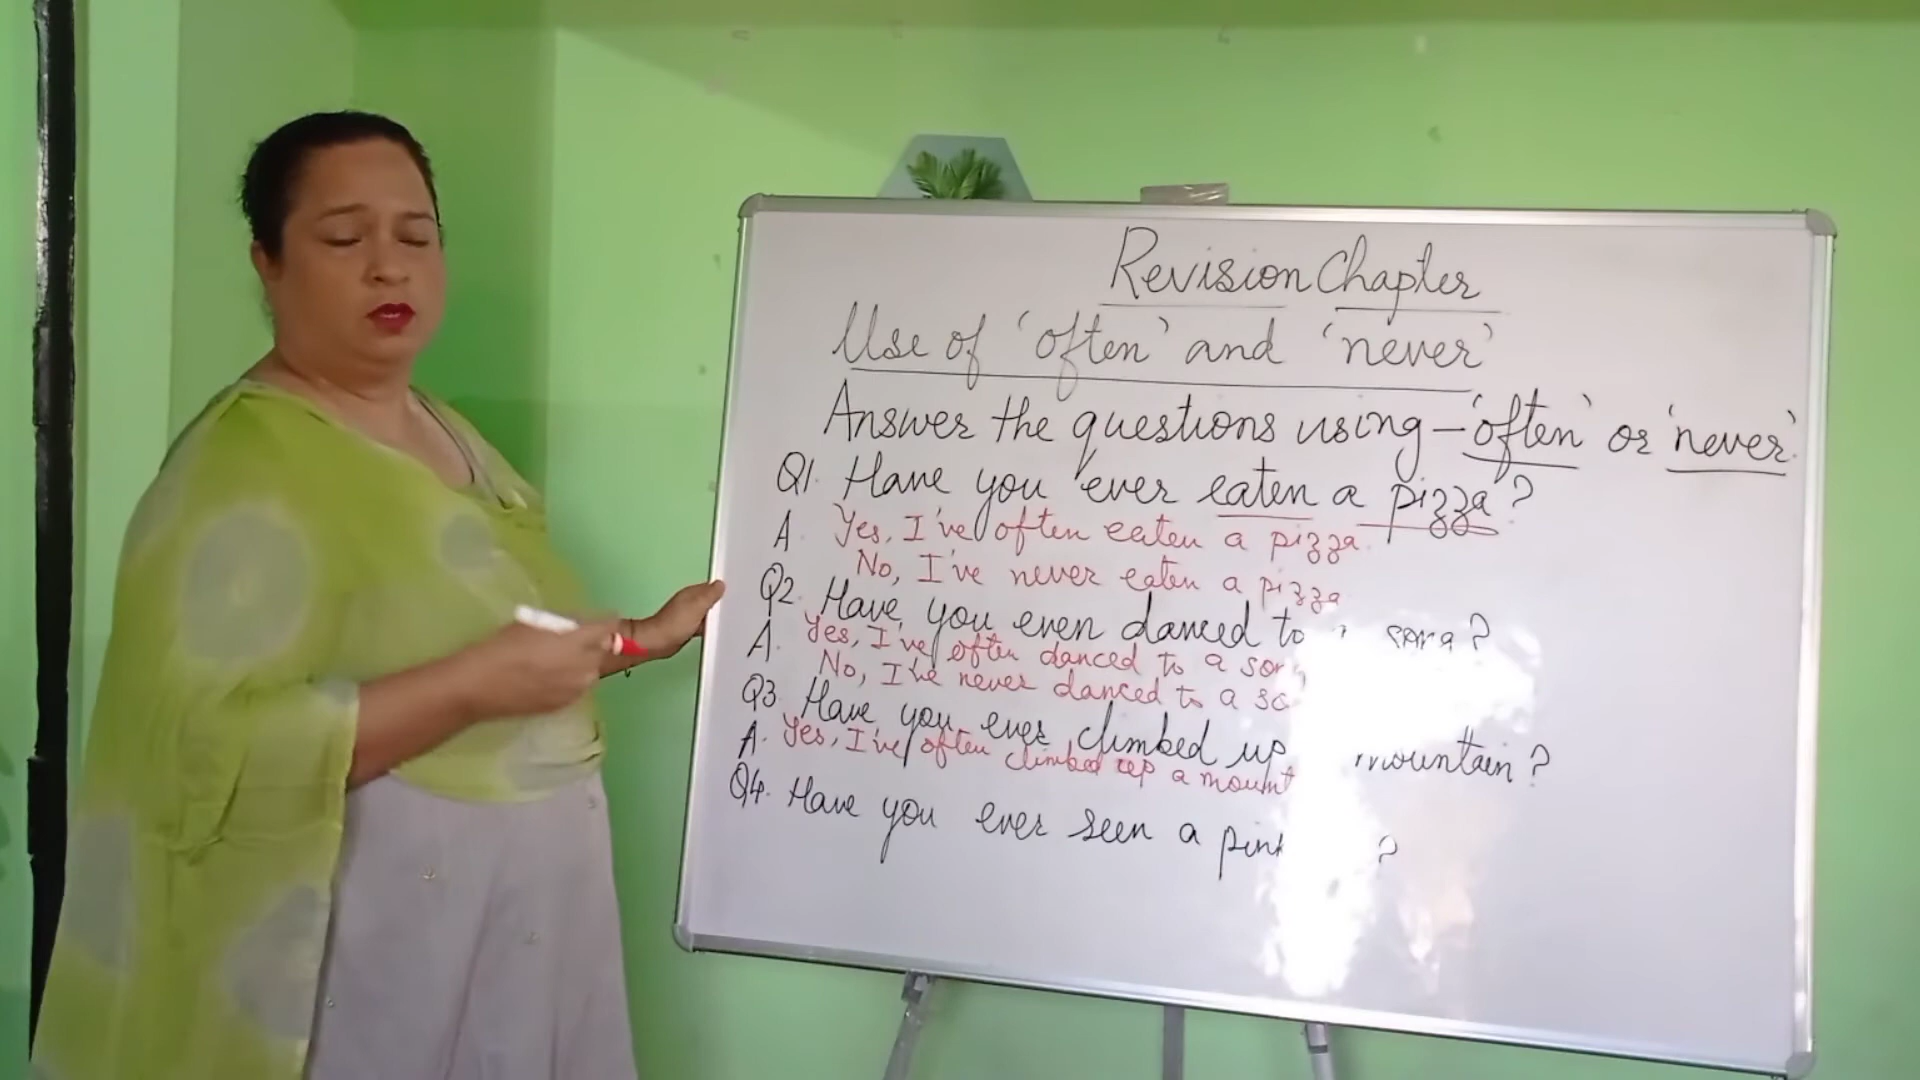 Revision Chapter
Use of 'often' and 'never'
Answer the questions using - 'often' or 'never'.
Q1. Have you ever eaten a pizza?
A. Yes, I've often eaten a pizza.
No, I've never eaten a pizza
Q2. Have you even danced to song?
A. Yes, I've often danced to a song
No, I've never danced to a so
Q3. Have you ever climbed up mountain?
A. Yes, I've often climbed up a mount
Q4. Have you ever seen a pink ?